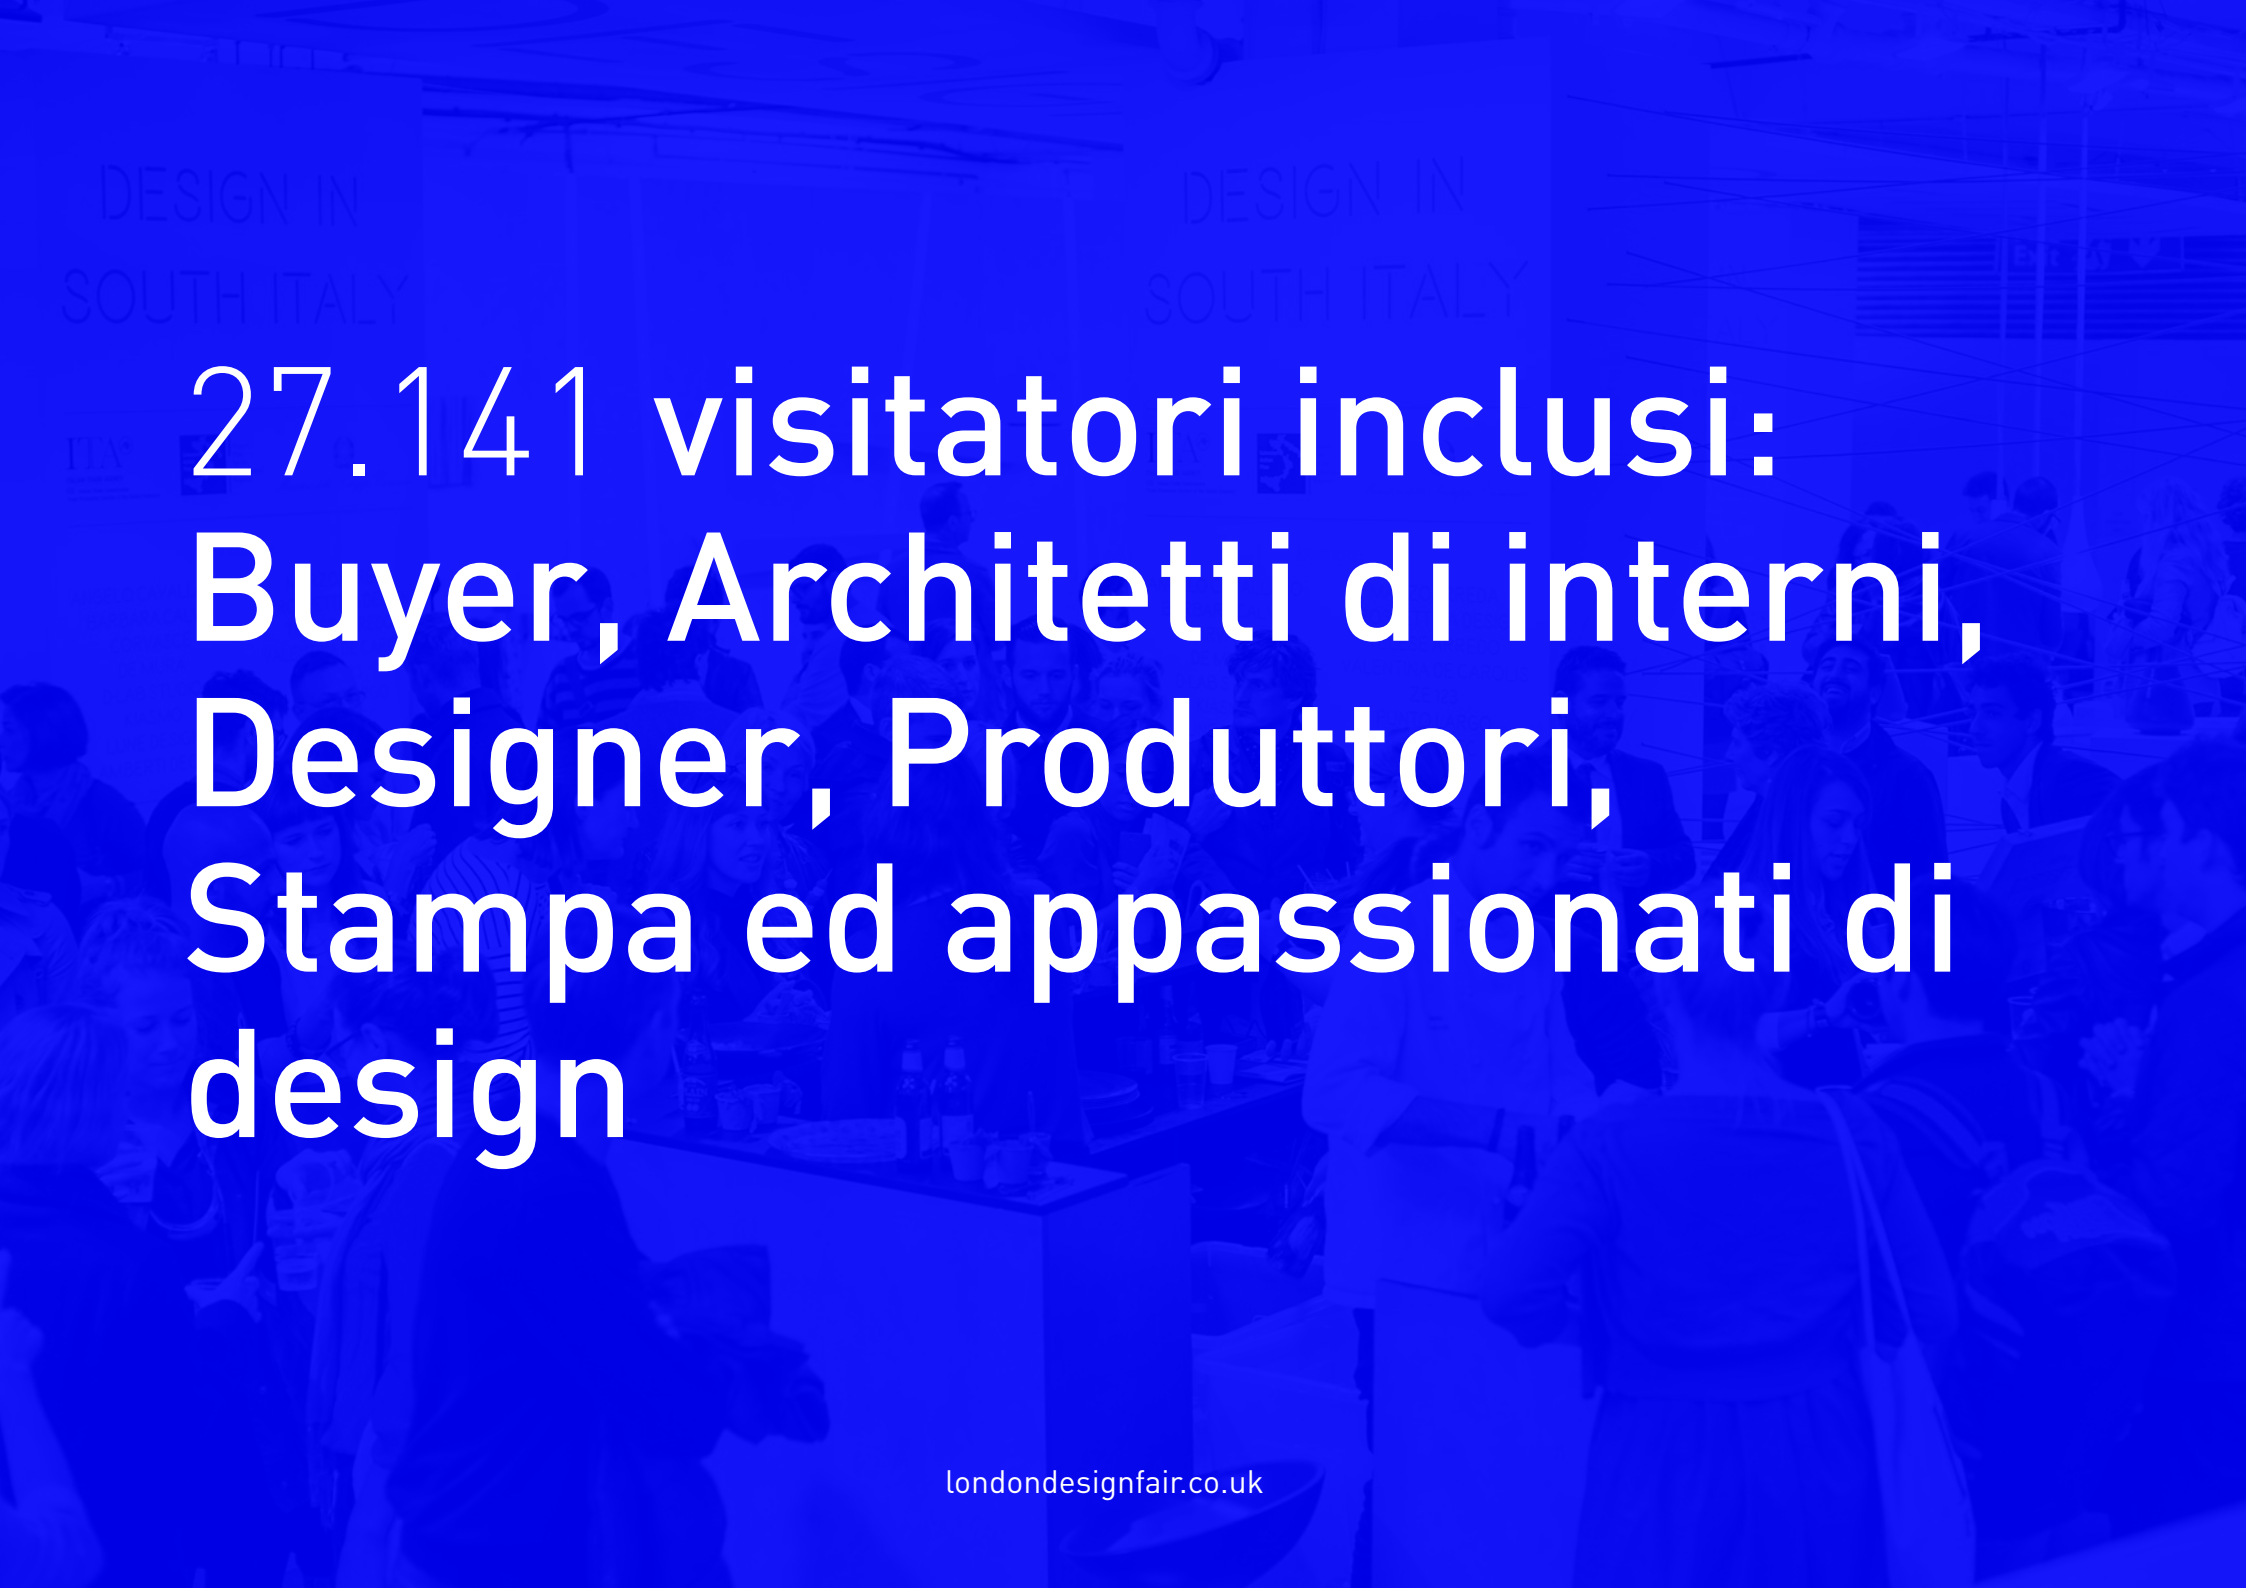 DESIGN IN
SOUTH ITALY
DESIGN IN
SOUTH ITALY
27.141 visitatori inclusi:
Buyer, Architetti di interni,
Designer, Produttori,
Stampa ed appassionati di
design
londondesignfair.co.uk